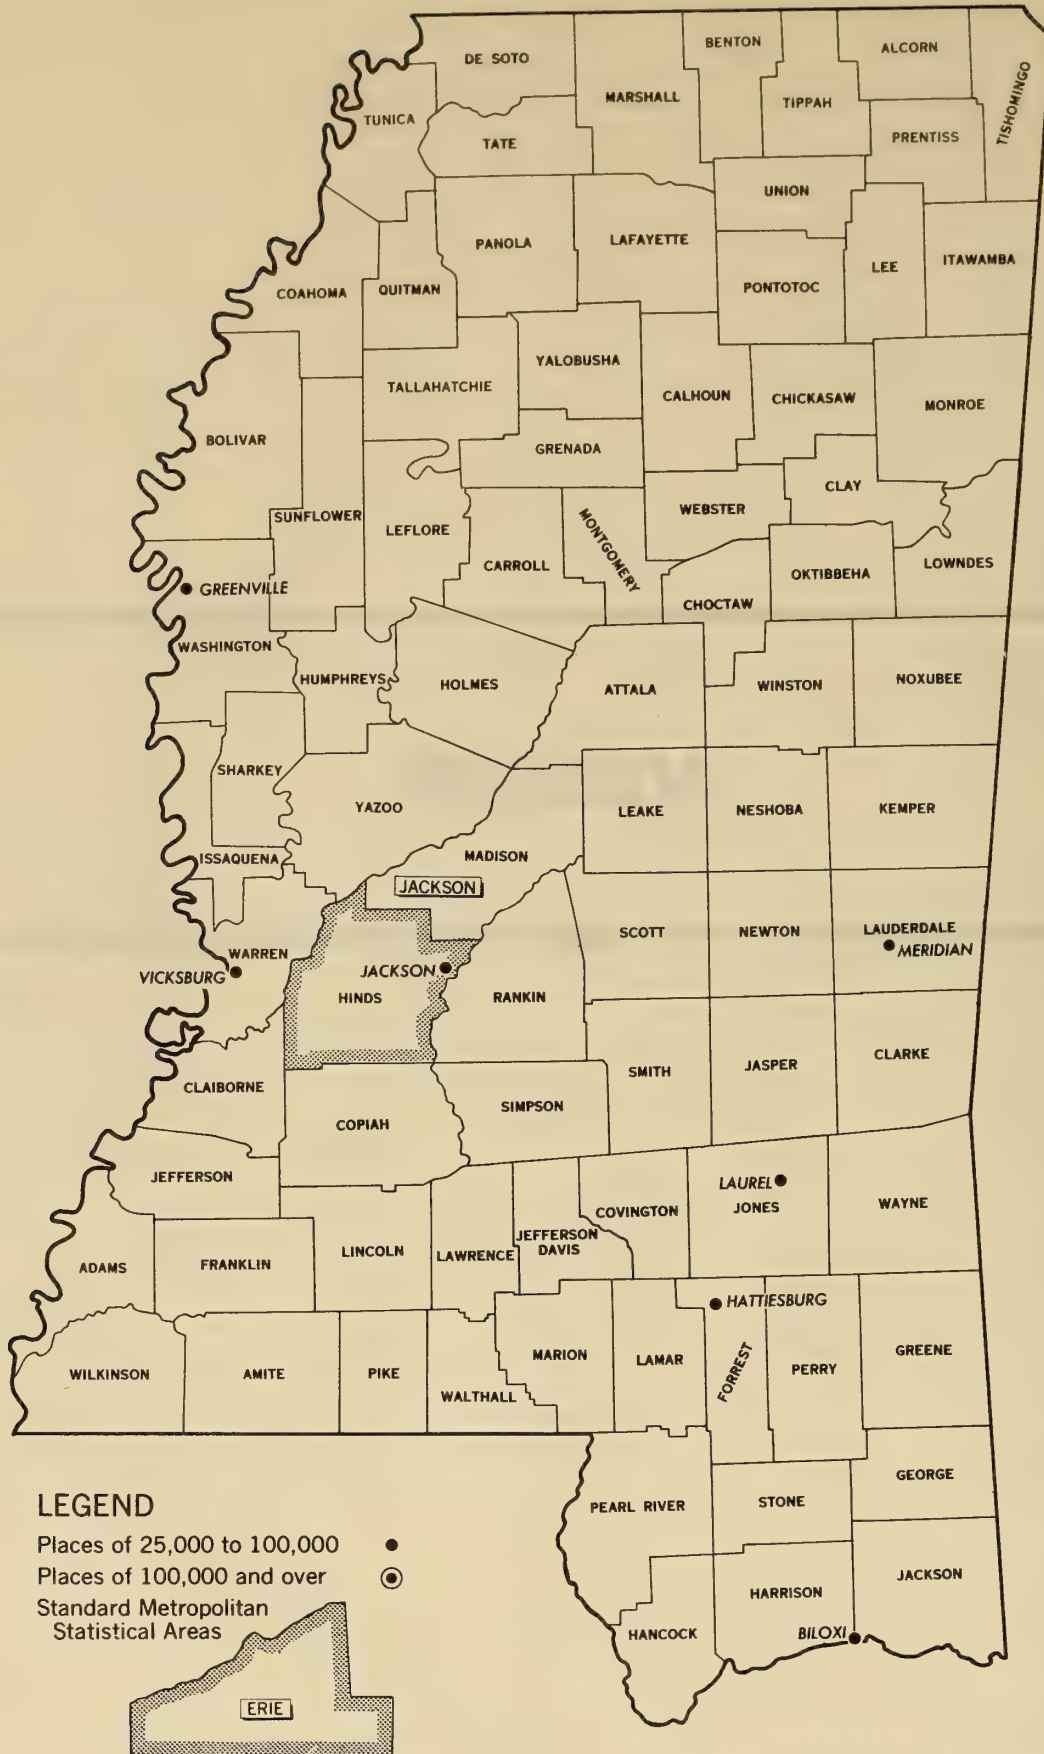 DE SOTO
BENTON
ALCORN
MARSHALL
TIPPAH
TISHOMINGO
TUNICA
TATE
PRENTISS
UNION
PANOLA
LAFAYETTE
ITAWAMBA
LEE
COAHOMA
QUITMAN
PONTOTOC
YALOBUSHA
TALLAHATCHIE
CALHOUN
CHICKASAW
MONROE
BOLIVAR
GRENADA
CLAY
SUNFLOWER
LEFLORE
WEBSTER
MONTGOMERY
CARROLL
LOWNDES
OKTIBBEHA
GREENVILLE
CHOCTAW
WASHINGTON
HUMPHREYS
HOLMES
ATTALA
WINSTON
NOXUBEE
SHARKEY
YAZOO
LEAKE
NESHOBA
KEMPER
ISSAQUENA
MADISON
JACKSON
WARREN
SCOTT
NEWTON
LAUDERDALE
MERIDIAN
VICKSBURG
JACKSON
HINDS
RANKIN
CLARKE
SMITH
JASPER
CLAIBORNE
COPIAH
SIMPSON
JEFFERSON
LAUREL
JONES
WAYNE
COVINGTON
JEFFERSON
DAVIS
ADAMS
FRANKLIN
LINCOLN
LAWRENCE
HATTIESBURG
WILKINSON
AMITE
PIKE
WALTHALL
MARION
LAMAR
FORREST
PERRY
GREENE
GEORGE
PEARL RIVER
STONE
JACKSON
HARRISON
HANCOCK
BILOXI
LEGEND
Places of 25,000 to 100,000
Places of 100,000 and over
Standard Metropolitan
Statistical Areas
ERIE